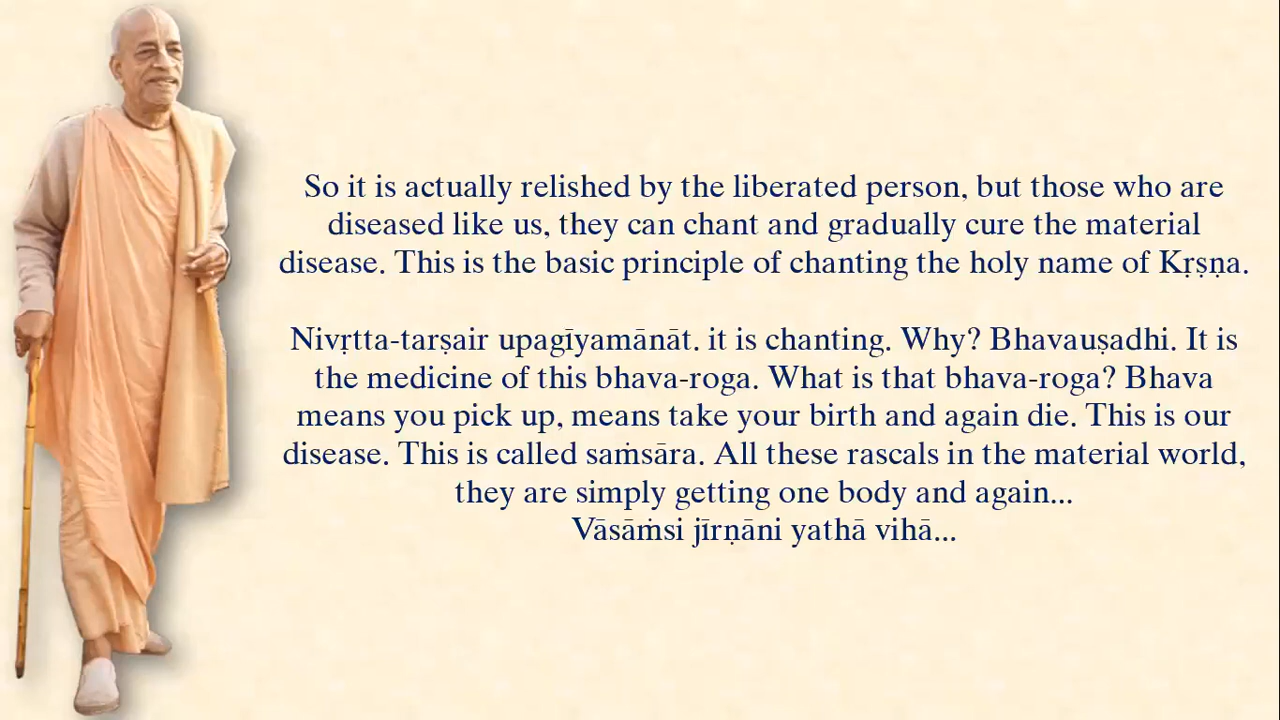 So it is actually relished by the liberated person, but those who are
diseased like us, they can chant and gradually cure the material
disease. This is the basic principle of chanting the holy name of Kṛṣṇa.
Nivṛtta-tarṣair upagīyamānāt. it is chanting. Why? Bhavauṣadhi. It is
the medicine of this bhava-roga. What is that bhava-roga? Bhava
means you pick up, means take your birth and again die. This is our
disease. This is called saṁsāra. All these rascals in the material world,
they are simply getting one body and again...
Vāsāṁsi jīrṇāni yathā vihā...